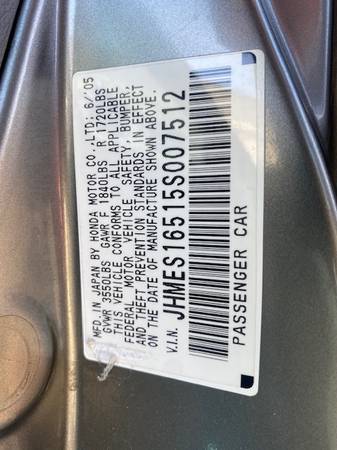 MFD.IN JAPAN BY HONDA MOTOR CO.,LTD; 6/'05
GVWR 3550LBS GAWR F 1840LBS R 1720LBS
THIS VEHICLE CONFORMS TO ALL APPLICABLE
FEDERAL MOTOR VEHICLE SAFETY, BUMPER,
AND THEFT PREVENTION STANDARDS IN EFFECT
ON THE DATE OF MANUFACTURE SHOWN ABOVE.
V.I.N. JHMES16515S007512
PASSENGER CAR